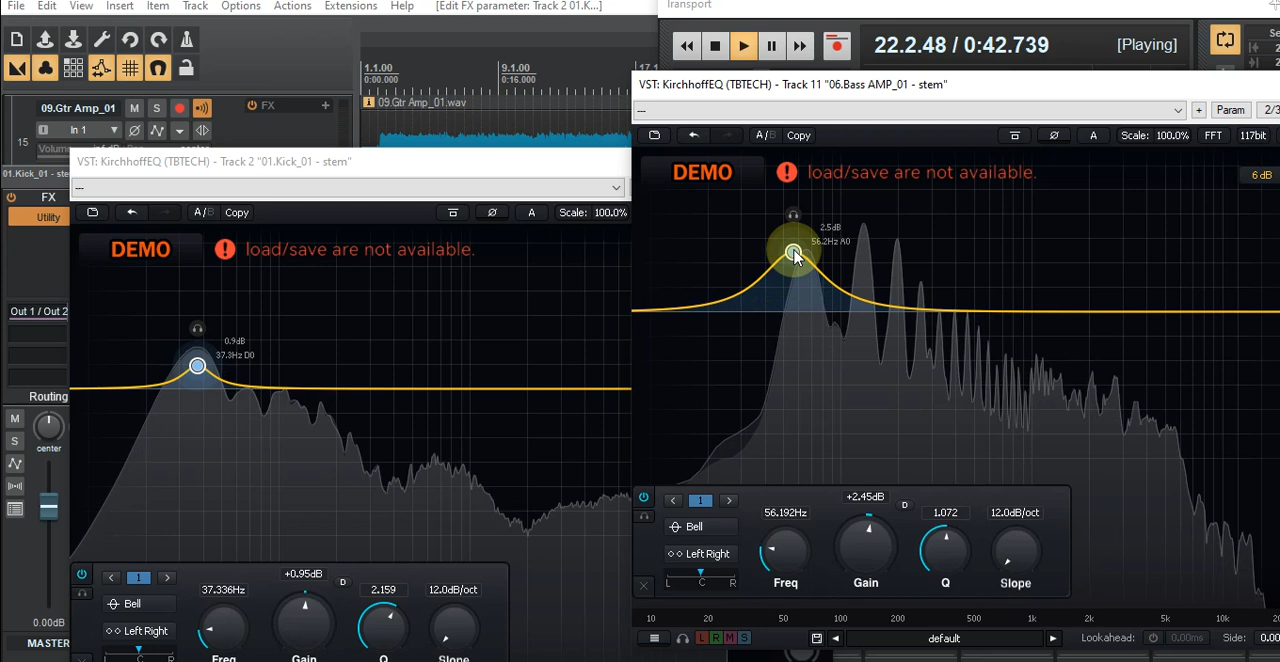 File Edit View Insert Item Track Options Actions Extensions Help [Edit FX parameter: Track 2 01.K...]
Transport
22.2.48 / 0:42.739 [Playing]
1.1.00 9.1.00 17.1
0:00.000 0:16.000
09.Gtr Amp_01 M S FX +
09.Gtr Amp_01.wav
In 1
15
VST: KirchhoffEQ (TBTECH) - Track 11 "06.Bass AMP_01 - stem"
--- + Param 2/3
A/B Copy A Scale: 100.0% FFT 117bit
DEMO load/save are not available.
6 dB
2.5dB
56.2Hz A0
01.Kick_01 - ste
VST: KirchhoffEQ (TBTECH) - Track 2 "01.Kick_01 - stem"
---
FX
Utility
A/B Copy A Scale: 100.0%
DEMO load/save are not available.
0.9dB
37.3Hz D0
Out 1 / Out 2
Routing
M
S
center
0.00dB
MASTER
1
Bell
Left Right
L C R
37.336Hz +0.95dB D 2.159 12.0dB/oct
Freq Gain Q Slope
1
Bell
Left Right
L C R
56.192Hz +2.45dB D 1.072 12.0dB/oct
Freq Gain Q Slope
10 20 50 100 200 500 1k 2k 5k 10k
L R M S default Lookahead: 0.00ms Side: